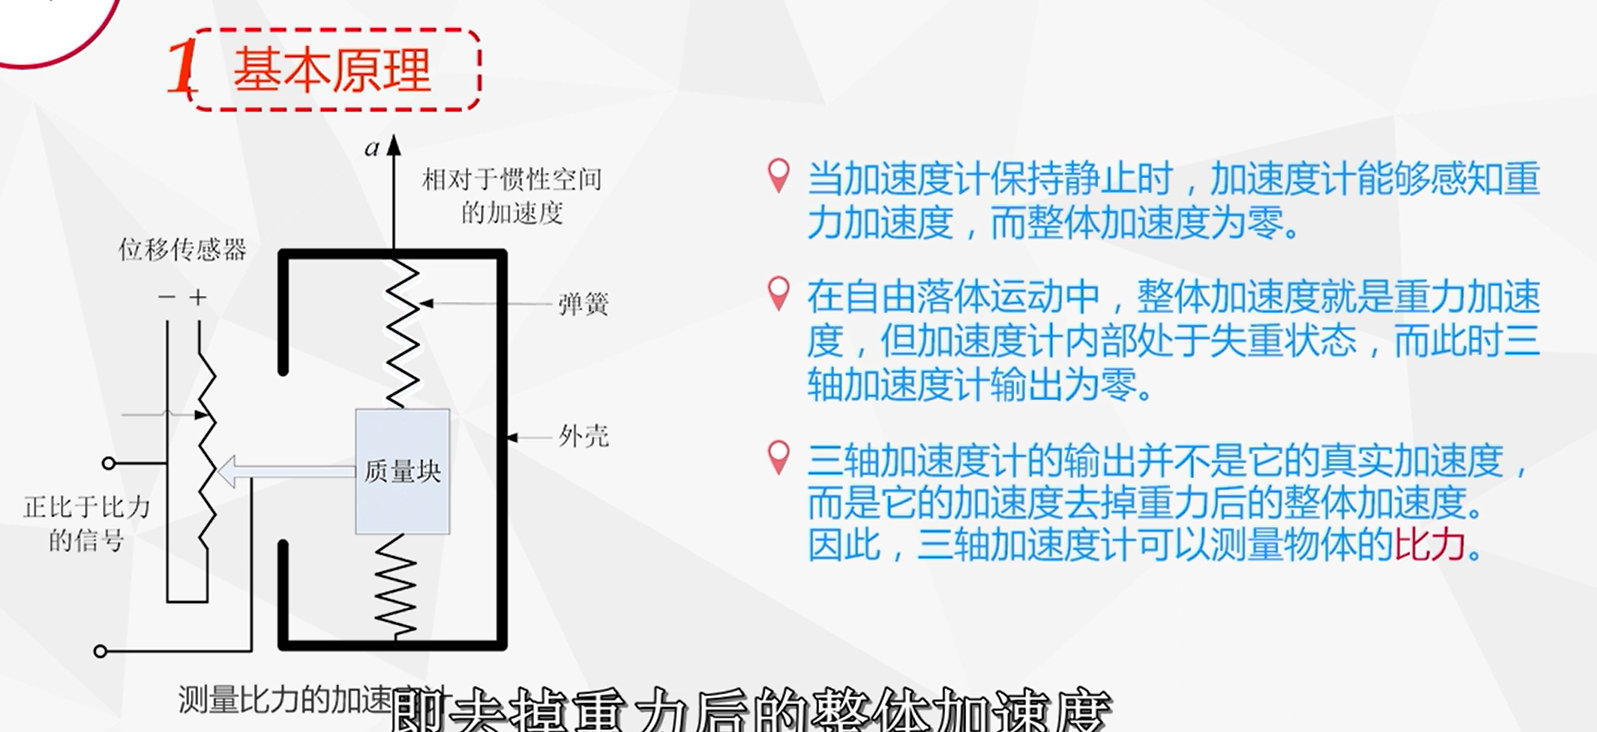 1 基本原理
a
相对于惯性空间
的加速度
位移传感器
− +
弹簧
外壳
质量块
正比于比力
的信号
当加速度计保持静止时，加速度计能够感知重
力加速度，而整体加速度为零。
在自由落体运动中，整体加速度就是重力加速
度，但加速度计内部处于失重状态，而此时三
轴加速度计输出为零。
三轴加速度计的输出并不是它的真实加速度，
而是它的加速度去掉重力后的整体加速度。
因此，三轴加速度计可以测量物体的比力。
测量比力的加速度计
即去掉重力后的整体加速度